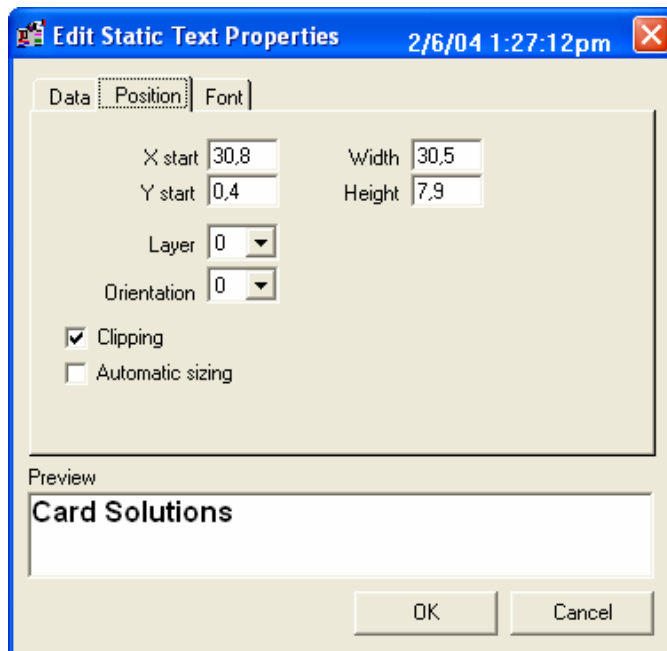 Edit Static Text Properties 2/6/04 1:27:12pm
Data Position Font
X start 30,8 Width 30,5
Y start 0,4 Height 7,9
Layer 0
Orientation 0
Clipping
Automatic sizing
Preview
Card Solutions
OK Cancel